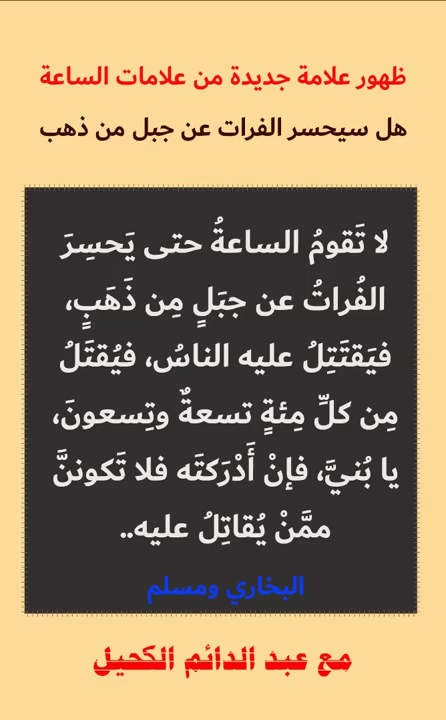 ظهور علامة جديدة من علامات الساعة
هل سيحسر الفرات عن جبل من ذهب
لا تَقومُ الساعةُ حتى يَحسِرَ
الفُراتُ عن جبَلٍ مِن ذَهَبٍ،
فيَقتَتِلُ عليه الناسُ، فيُقتَلُ
مِن كلِّ مِئةٍ تسعةٌ وتِسعونَ،
يا بُنيَّ، فإنْ أَدْرَكتَه فلا تَكوننَّ
ممَّنْ يُقاتِلُ عليه..
البخاري ومسلم
مع عبد الدائم الكحيل